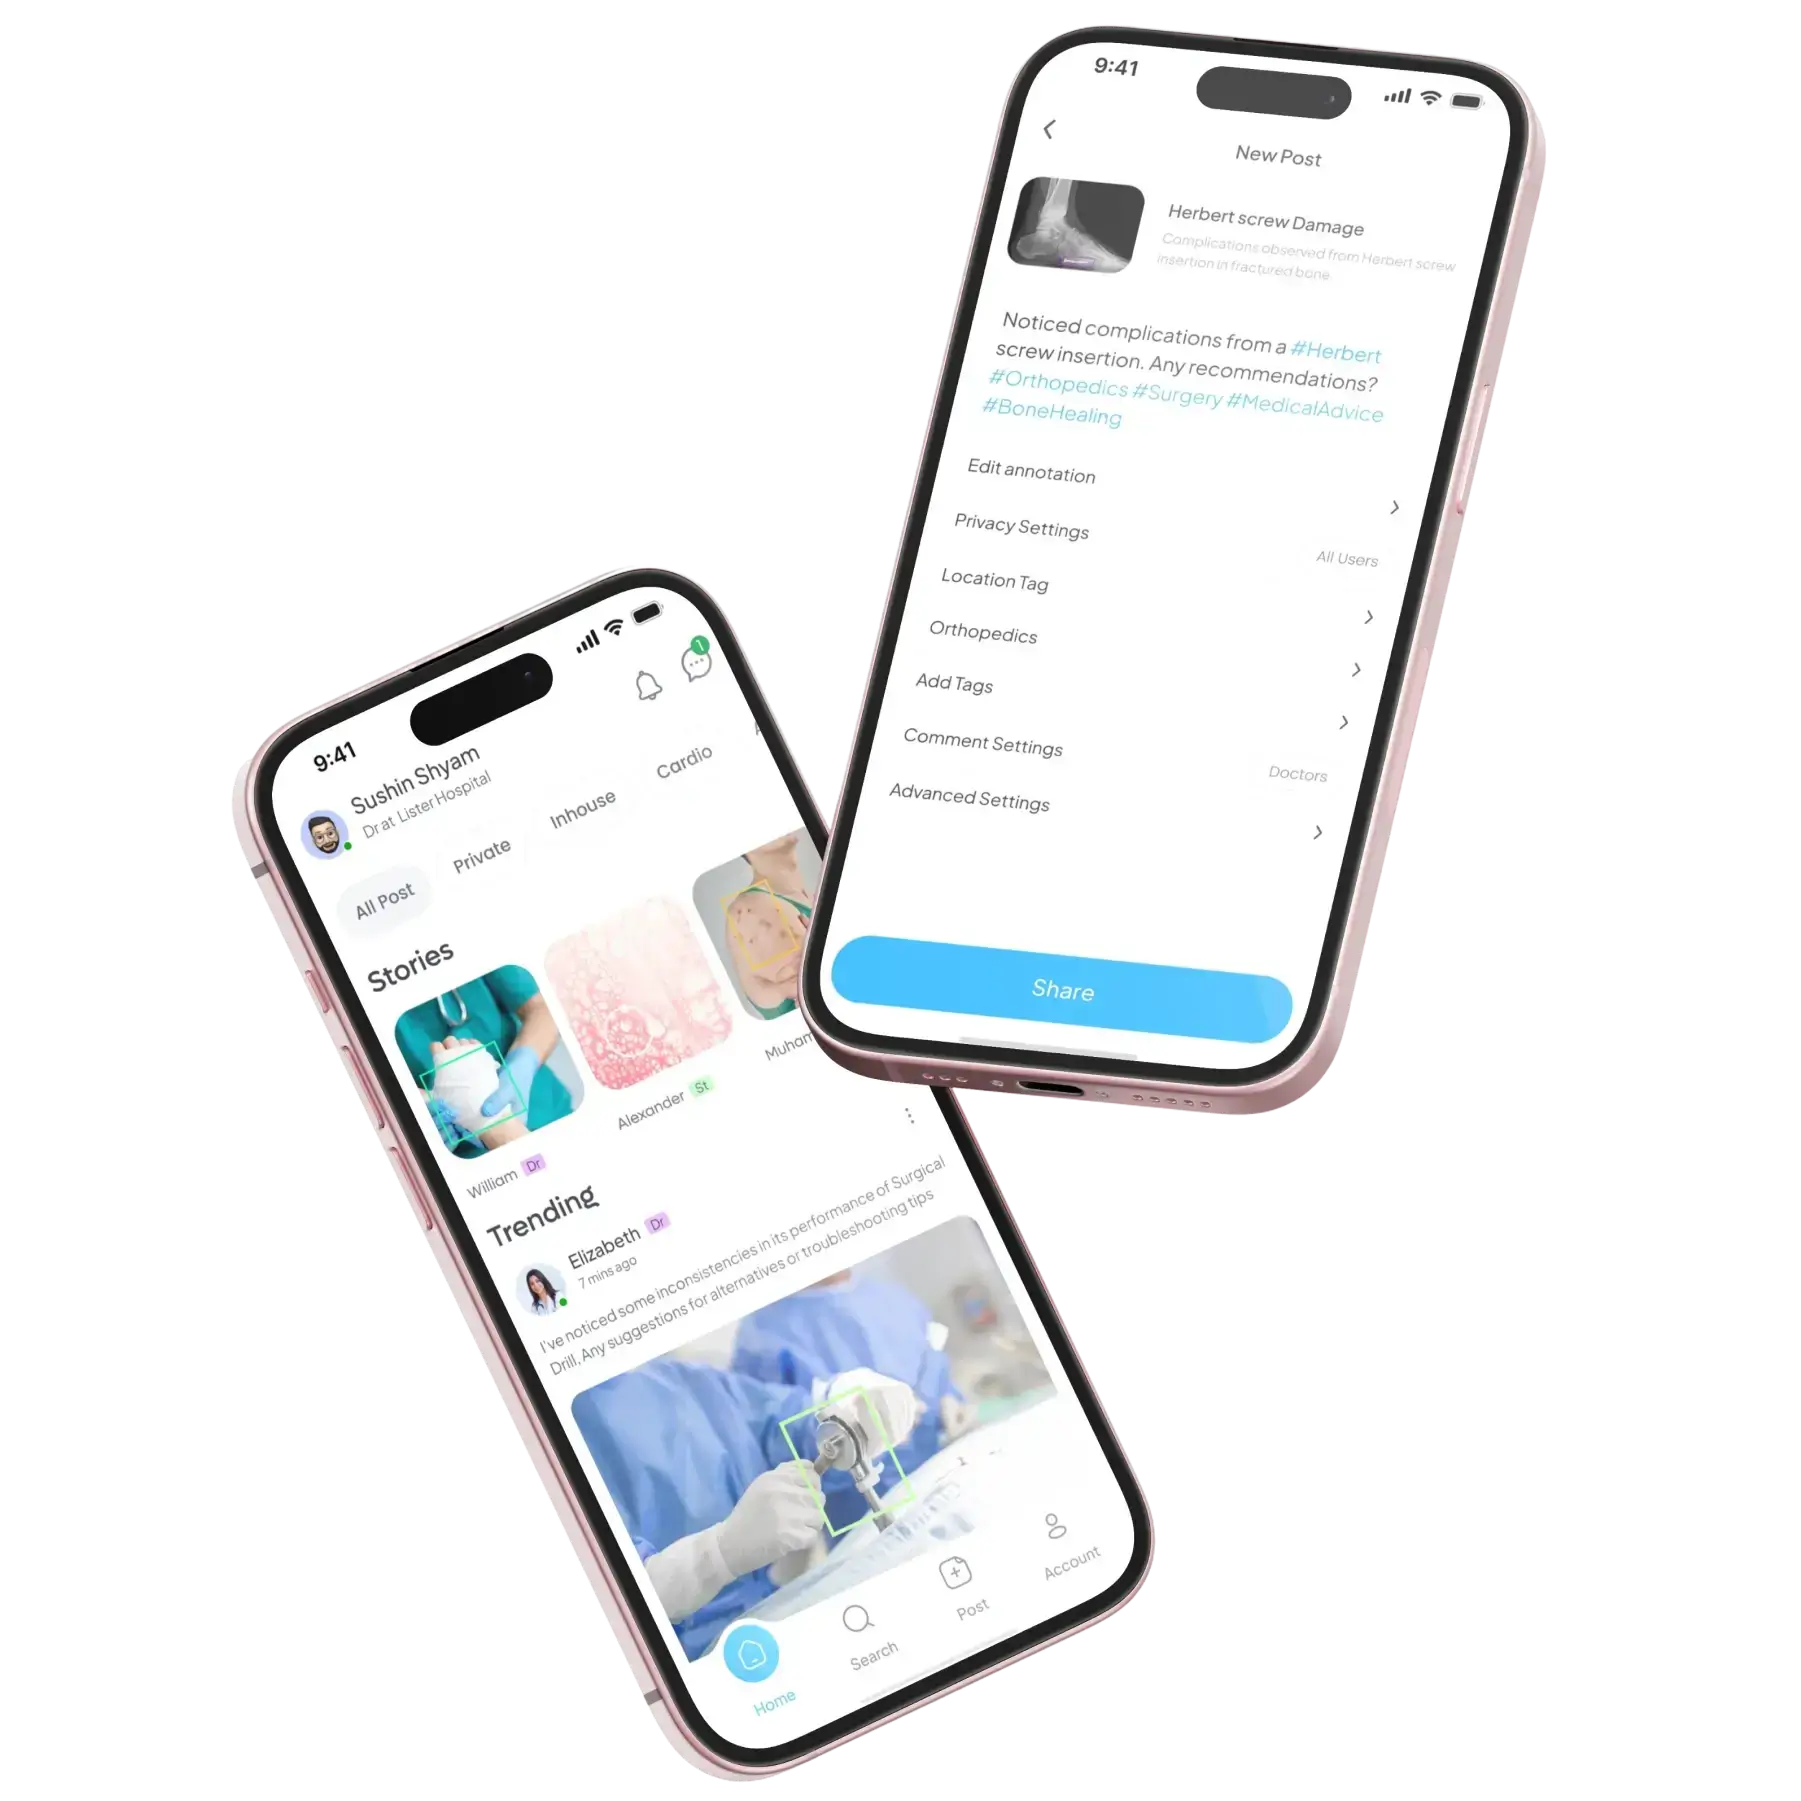 9:41
New Post
Herbert screw Damage
Complications observed from Herbert screw
insertion in fractured bone
Noticed complications from a #Herbert
screw insertion. Any recommendations?
#Orthopedics #Surgery #MedicalAdvice
#BoneHealing
Edit annotation
Privacy Settings
All Users
Location Tag
Orthopedics
Add Tags
Comment Settings
Doctors
Advanced Settings
Share
9:41
1
Sushin Shyam
Dr at Lister Hospital
All Post
Private
Inhouse
Cardio
Stories
William Dr
Alexander St
Muham
Trending
Elizabeth Dr
7 mins ago
I've noticed some inconsistencies in its performance of Surgical
Drill, Any suggestions for alternatives or troubleshooting tips
Home
Search
Post
Account